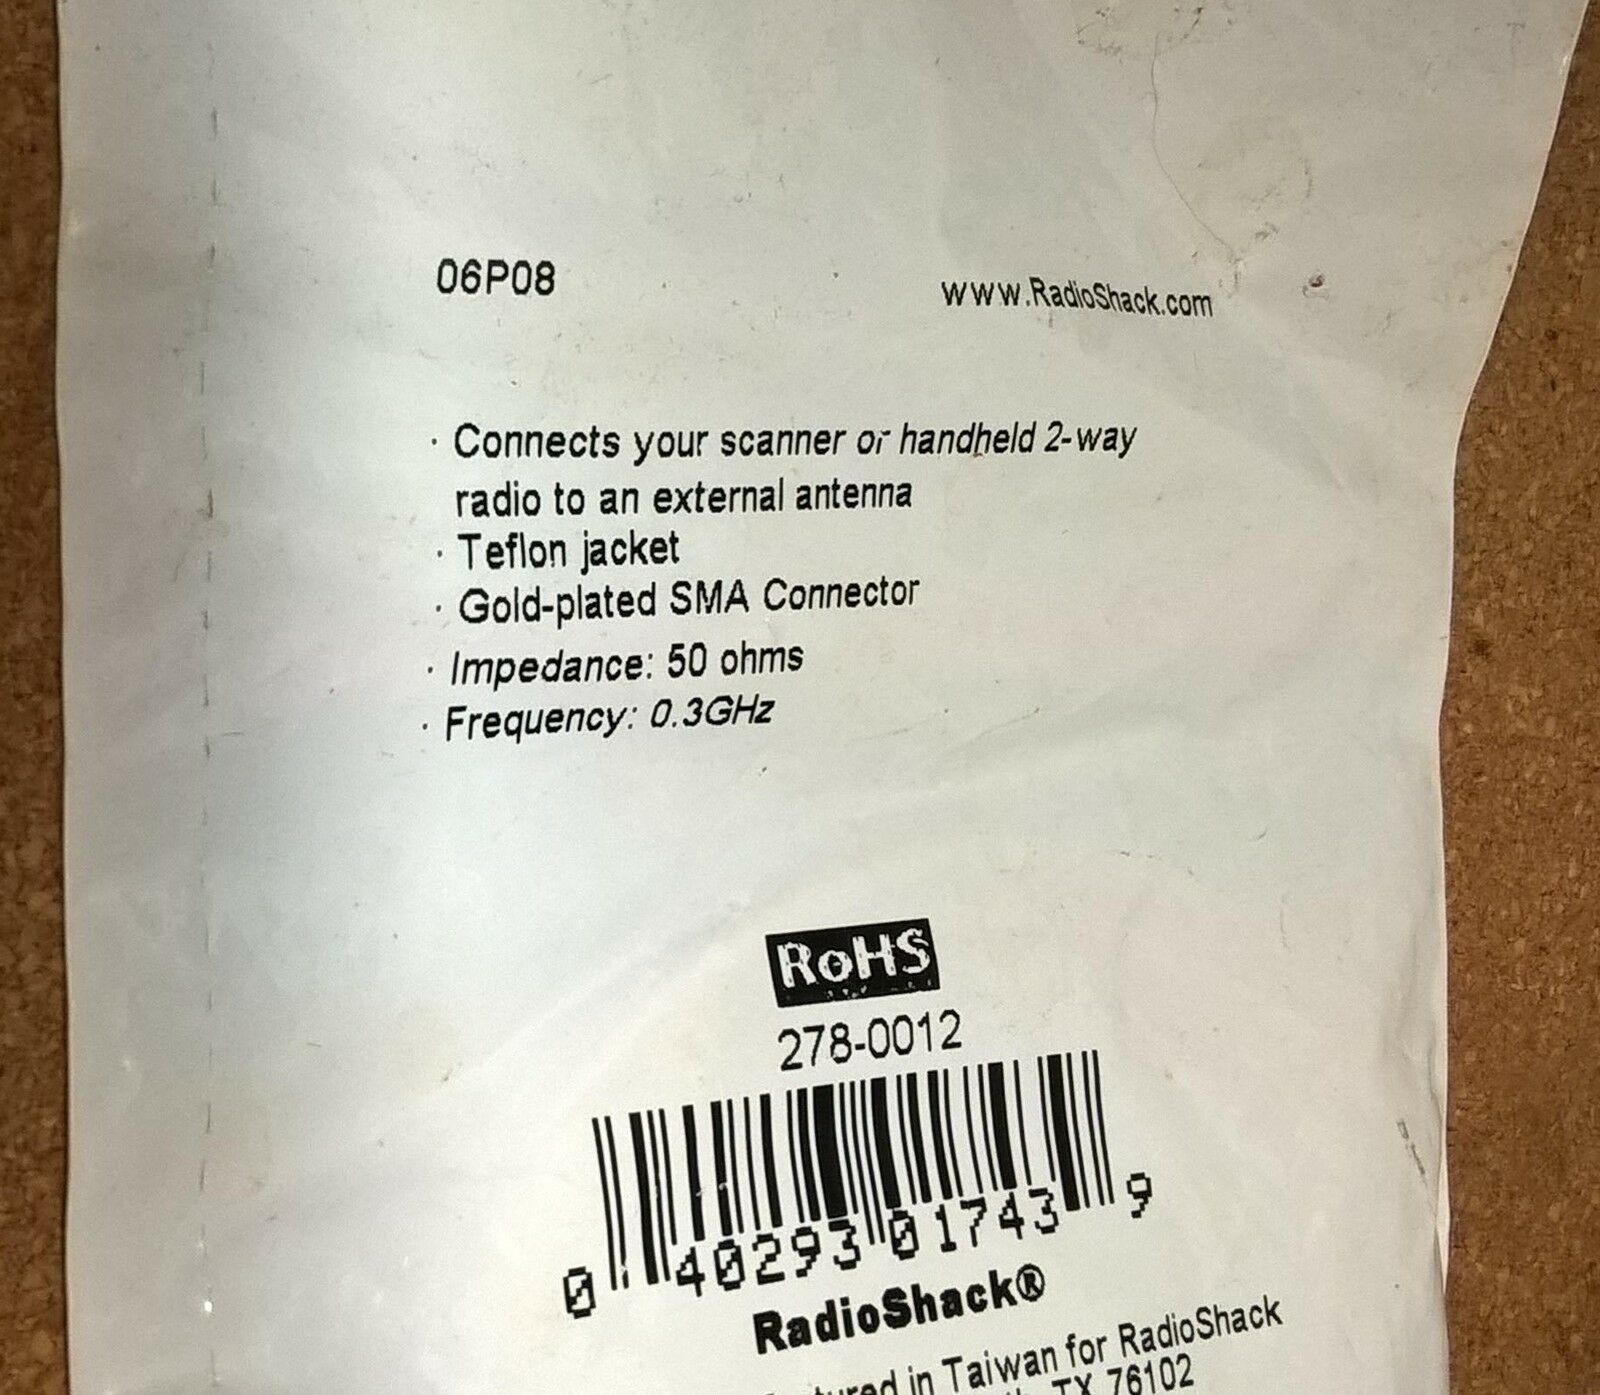 06P08
www.RadioShack.com
· Connects your scanner or handheld 2-way
radio to an external antenna
· Teflon jacket
· Gold-plated SMA Connector
· Impedance: 50 ohms
· Frequency: 0.3GHz
RoHS
278-0012
0 40293 01743 9
RadioShack®
in Taiwan for RadioShack
TX 76102